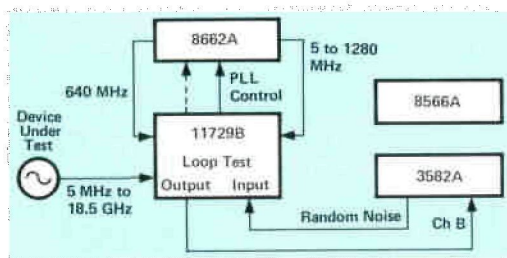 8662A
5 to 1280
MHz
PLL
Control
640 MHz
8566A
Device
Under
Test
11729B
Loop Test
Output Input
3582A
5 MHz to
18.5 GHz
Random Noise
Ch B